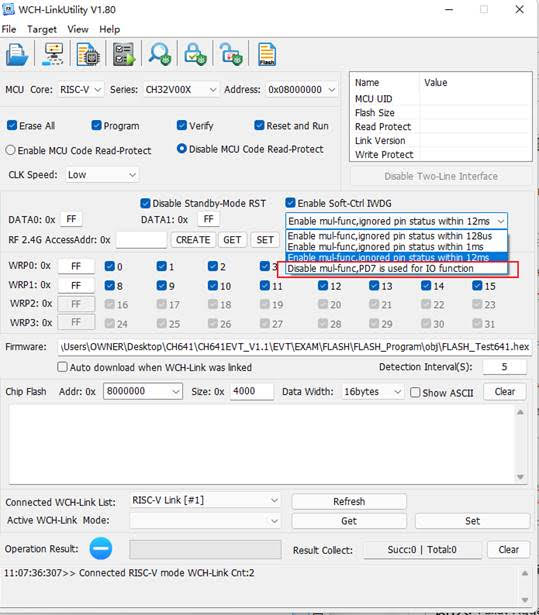 WCH-LinkUtility V1.80
File Target View Help
Flash
MCU Core: RISC-V Series: CH32V00X Address: 0x08000000
Name Value
MCU UID
Flash Size
Read Protect
Link Version
Write Protect
Erase All Program Verify Reset and Run
Enable MCU Code Read-Protect Disable MCU Code Read-Protect
CLK Speed: Low
Disable Two-Line Interface
Disable Standby-Mode RST Enable Soft-Ctrl IWDG
DATA0: 0x FF DATA1: 0x FF Enable mul-func,ignored pin status within 12ms
Enable mul-func,ignored pin status within 128us
RF 2.4G AccessAddr: 0x CREATE GET SET Enable mul-func,ignored pin status within 1ms
Enable mul-func,ignored pin status within 12ms
Disable mul-func,PD7 is used for IO function
WRP0: 0x FF 0 1 2 3
WRP1: 0x FF 8 9 10 11 12 13 14 15
WRP2: 0x FF 16 17 18 19 20 21 22 23
WRP3: 0x FF 24 25 26 27 28 29 30 31
Firmware: \Users\OWNER\Desktop\CH641\CH641EVT_V1.1\EVT\EXAM\FLASH\FLASH_Program\obj\FLASH_Test641.hex
Auto download when WCH-Link was linked Detection Interval(S): 5
Chip Flash Addr: 0x 8000000 Size: 0x 4000 Data Width: 16bytes Show ASCII Clear
Connected WCH-Link List: RISC-V Link [#1] Refresh
Active WCH-Link Mode: Get Set
Operation Result: Result Collect: Succ:0 | Total:0 Clear
11:07:36:307>> Connected RISC-V mode WCH-Link Cnt:2